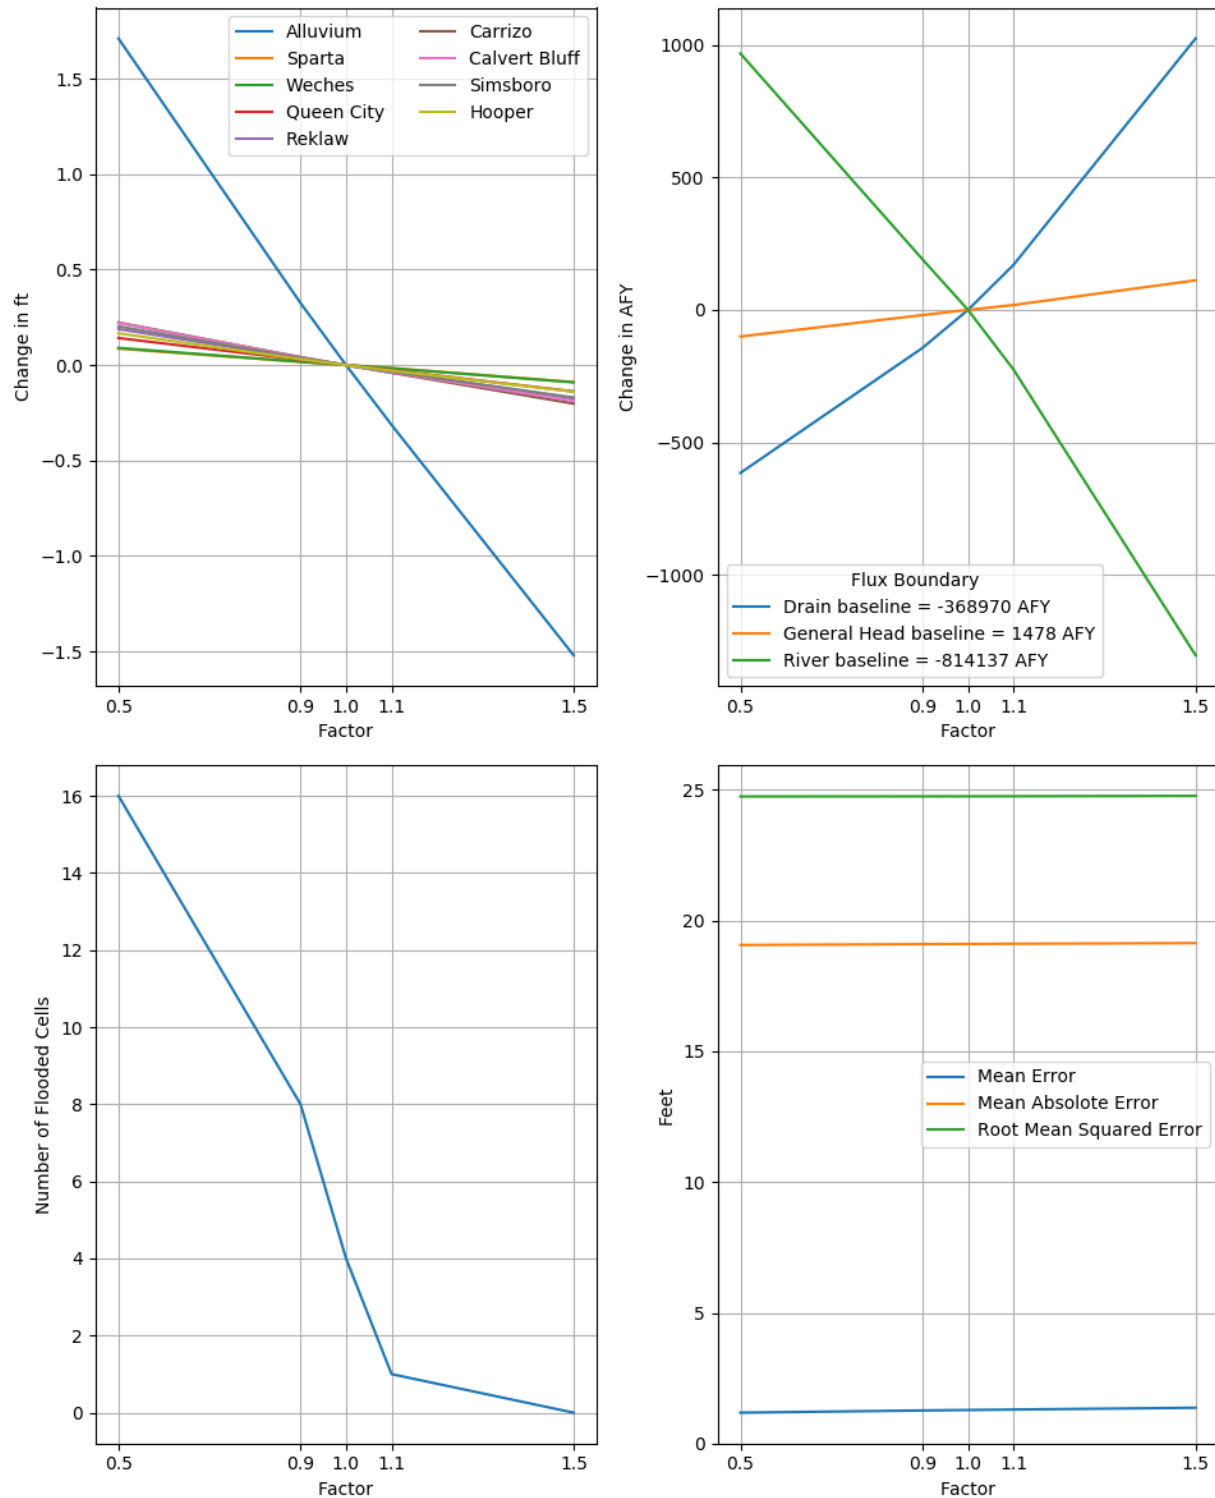 Alluvium
Sparta
Weches
Queen City
Reklaw
Carrizo
Calvert Bluff
Simsboro
Hooper
1.5
1.0
0.5
0.0
−0.5
−1.0
−1.5
Change in ft
0.5 0.9 1.0 1.1 1.5
Factor
1000
500
0
−500
−1000
Change in AFY
Flux Boundary
Drain baseline = -368970 AFY
General Head baseline = 1478 AFY
River baseline = -814137 AFY
0.5 0.9 1.0 1.1 1.5
Factor
16
14
12
10
8
6
4
2
0
Number of Flooded Cells
0.5 0.9 1.0 1.1 1.5
Factor
25
20
15
10
5
0
Feet
Mean Error
Mean Absolute Error
Root Mean Squared Error
0.5 0.9 1.0 1.1 1.5
Factor